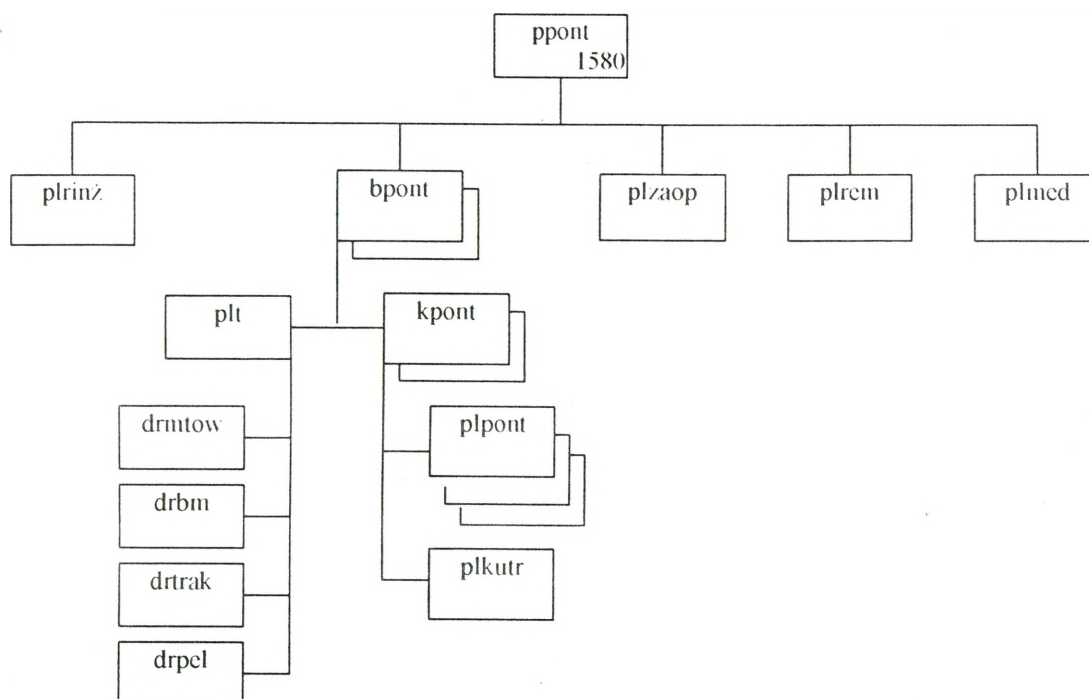 ppont
1580
plrinż
bpont
plzaop
plrem
plmed
plt
kpont
drmtow
plpont
drbm
plkutr
drtrak
drpel